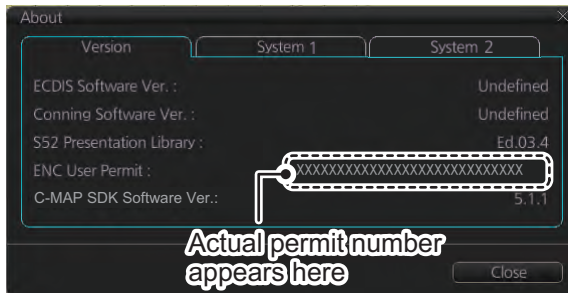 About
Version System 1 System 2
ECDIS Software Ver. : Undefined
Conning Software Ver. : Undefined
S52 Presentation Library : Ed.03.4
ENC User Permit : XXXXXXXXXXXXXXXXXXXXXXXXXXXX
C-MAP SDK Software Ver.: 5.1.1
Actual permit number
appears here
Close